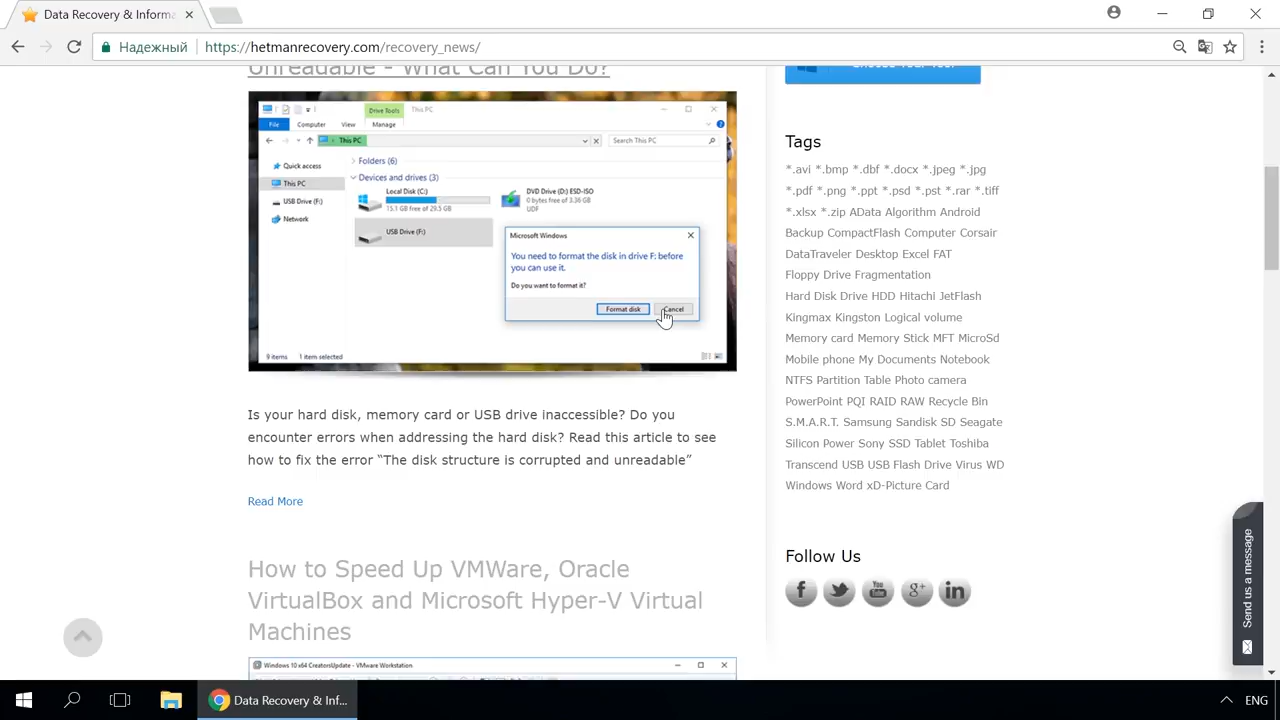 Data Recovery & Informa
Надежный
https://hetmanrecovery.com/recovery_news/
Unreadable - What Can You Do?
Drive Tools
This PC
File
Computer
View
Manage
This PC
Search This PC
Quick access
This PC
USB Drive (F:)
Network
Folders (6)
Devices and drives (3)
Local Disk (C:)
15.1 GB free of 29.5 GB
DVD Drive (D:) ESD-ISO
0 bytes free of 3.36 GB
UDF
USB Drive (F:)
Microsoft Windows
You need to format the disk in drive F: before
you can use it.
Do you want to format it?
Format disk
Cancel
9 items
1 item selected
Is your hard disk, memory card or USB drive inaccessible? Do you
encounter errors when addressing the hard disk? Read this article to see
how to fix the error “The disk structure is corrupted and unreadable”
Read More
How to Speed Up VMWare, Oracle
VirtualBox and Microsoft Hyper-V Virtual
Machines
Windows 10 x64 CreatorsUpdate - VMware Workstation
Tags
*.avi *.bmp *.dbf *.docx *.jpeg *.jpg
*.pdf *.png *.ppt *.psd *.pst *.rar *.tiff
*.xlsx *.zip AData Algorithm Android
Backup CompactFlash Computer Corsair
DataTraveler Desktop Excel FAT
Floppy Drive Fragmentation
Hard Disk Drive HDD Hitachi JetFlash
Kingmax Kingston Logical volume
Memory card Memory Stick MFT MicroSd
Mobile phone My Documents Notebook
NTFS Partition Table Photo camera
PowerPoint PQI RAID RAW Recycle Bin
S.M.A.R.T. Samsung Sandisk SD Seagate
Silicon Power Sony SSD Tablet Toshiba
Transcend USB USB Flash Drive Virus WD
Windows Word xD-Picture Card
Follow Us
Send us a message
Data Recovery & Inf...
ENG